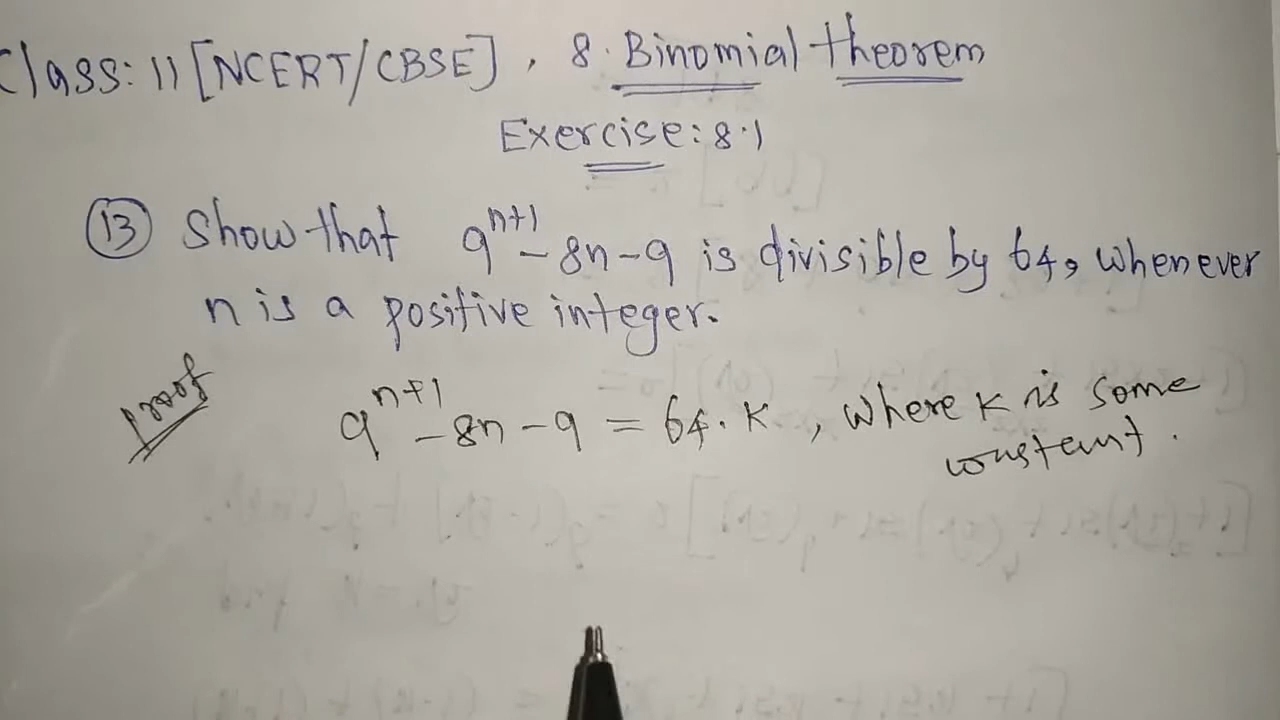 Class: 11 [NCERT/CBSE], 8. Binomial theorem
Exercise: 8.1
13 Show that 9^{n+1} - 8n - 9 is divisible by 64, whenever
n is a positive integer.
Proof
9^{n+1} - 8n - 9 = 64. K, where K is some
constant.